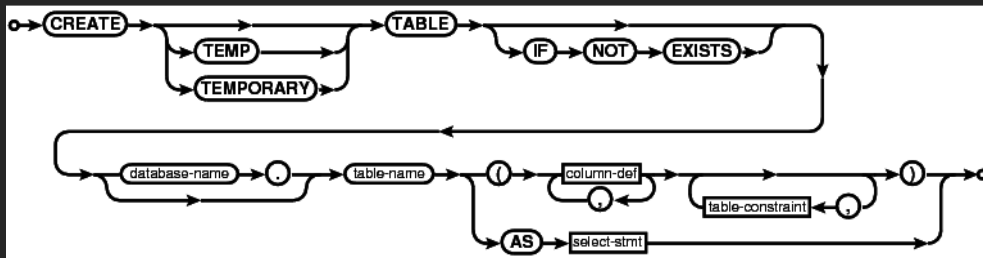 CREATE TABLE
TEMP IF NOT EXISTS
TEMPORARY
database-name . table-name ( column-def )
, table-constraint ,
AS select-stmt